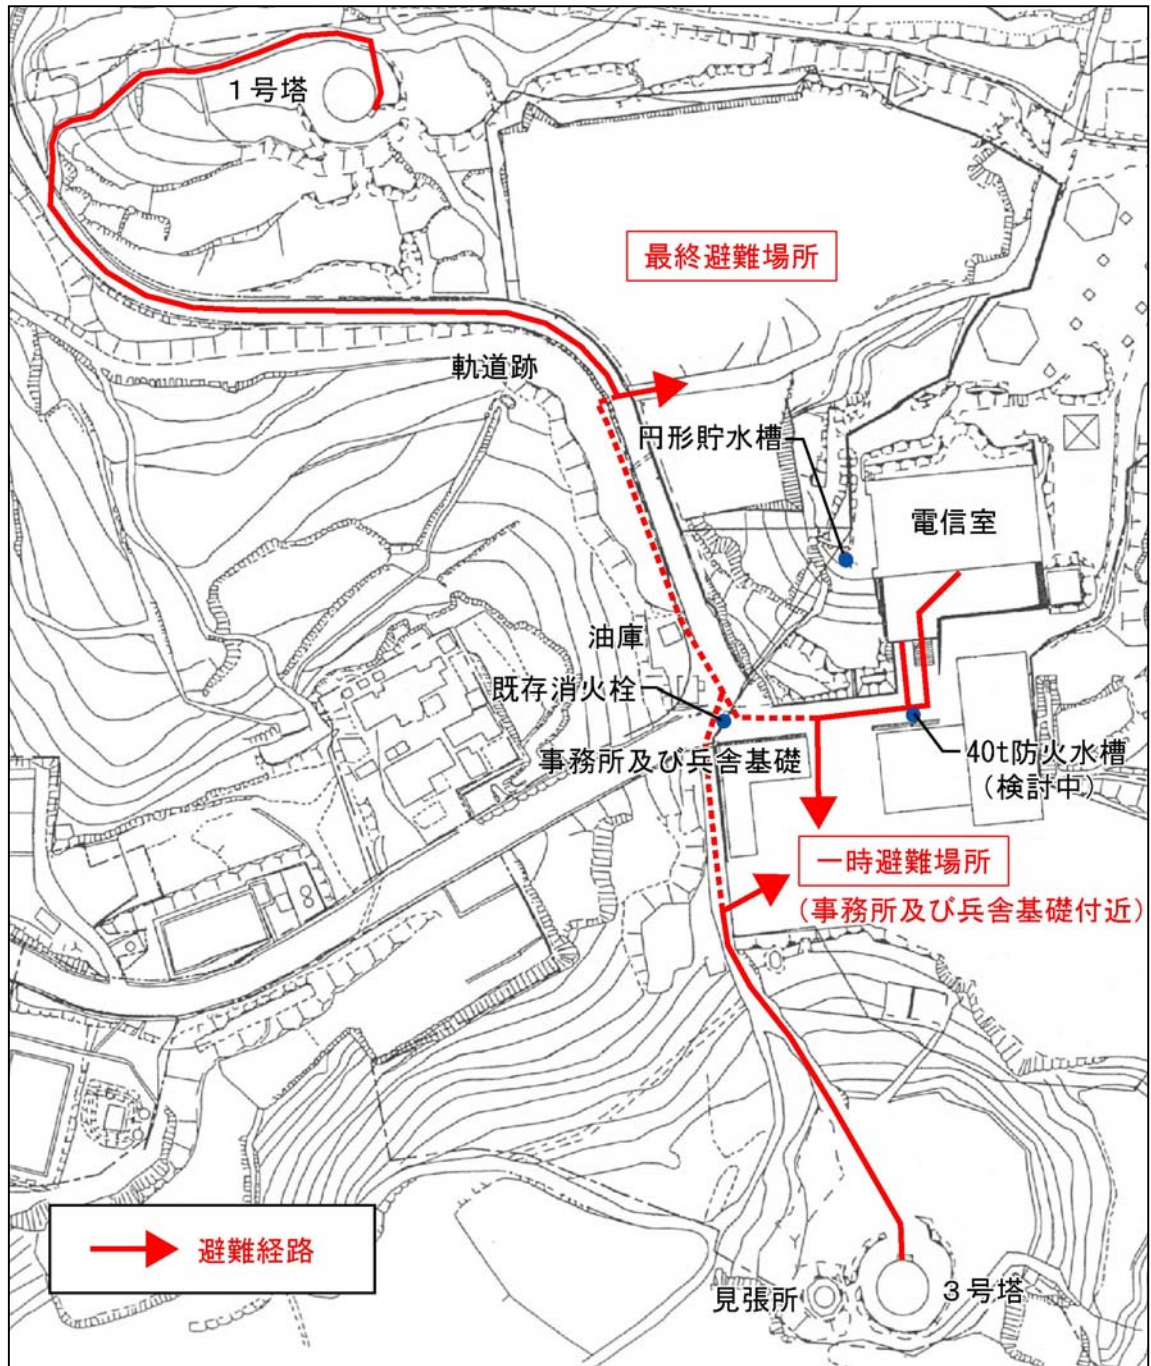 １号塔
最終避難場所
軌道跡
円形貯水槽
電信室
油庫
既存消火栓
事務所及び兵舎基礎
40t防火水槽
（検討中）
一時避難場所
（事務所及び兵舎基礎付近）
避難経路
見張所
３号塔